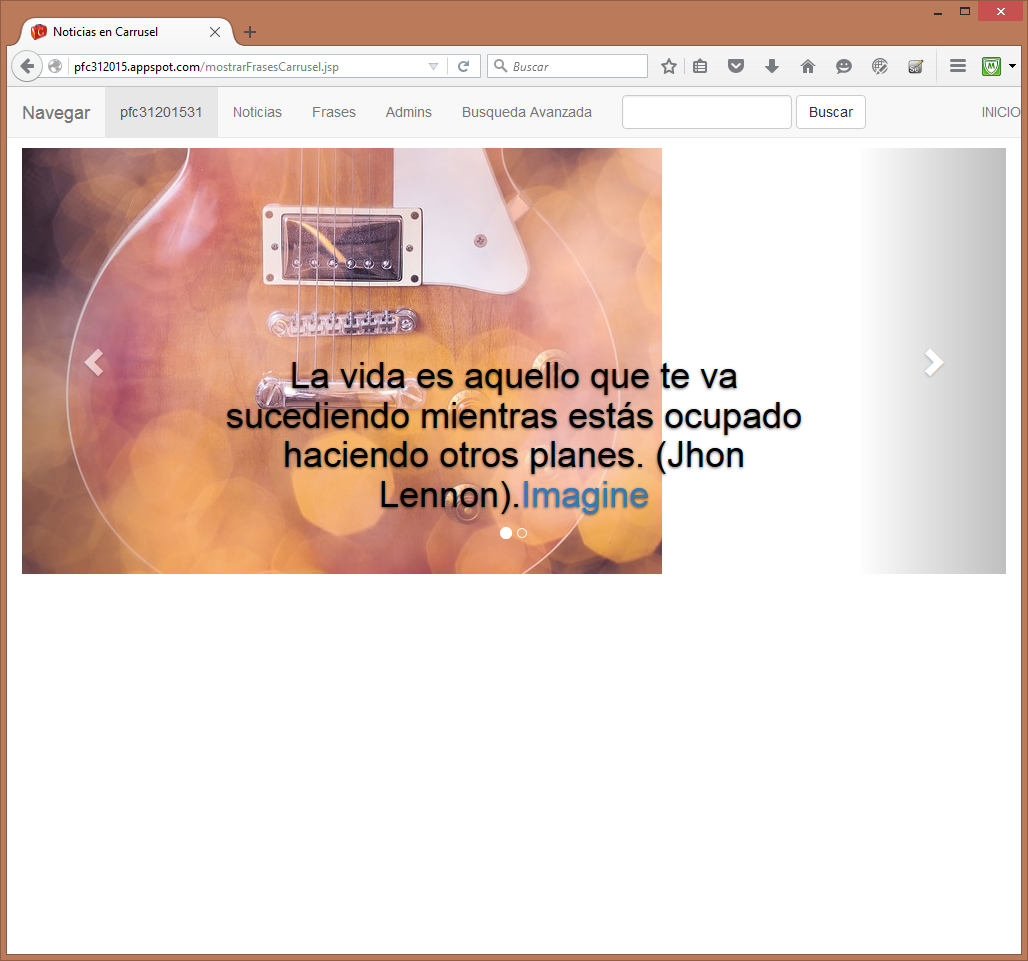 Noticias en Carrusel
pfc312015.appspot.com/mostrarFrasesCarrusel.jsp
Buscar
Navegar pfc31201531 Noticias Frases Admins Busqueda Avanzada Buscar INICIO
La vida es aquello que te va
sucediendo mientras estás ocupado
haciendo otros planes. (Jhon
Lennon).Imagine